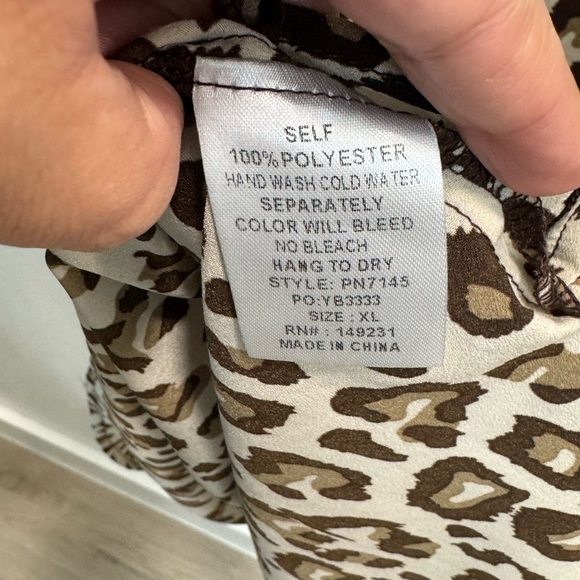 SELF
100% POLYESTER
HAND WASH COLD WATER
SEPARATELY
COLOR WILL BLEED
NO BLEACH
HANG TO DRY
STYLE: PN7145
PO:YB3333
SIZE : XL
RN# : 149231
MADE IN CHINA